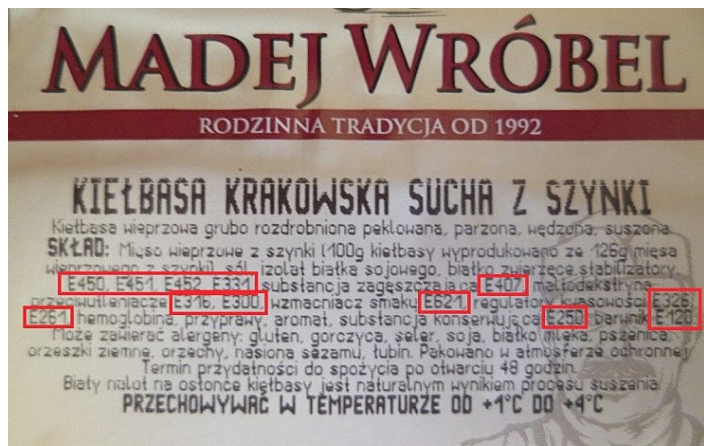 MADEJ WRÓBEL
RODZINNA TRADYCJA OD 1992
KIEŁBASA KRAKOWSKA SUCHA Z SZYNKI
Kiełbasa wieprzowa grubo rozdrobniona peklowana, parzona, wędzona, suszona.
SKŁAD: Mięso wieprzowe z szynki (100g kiełbasy wyprodukowano ze 126g mięsa
wieprzowego z szynki), sól, izolat białka sojowego, białko zwierzęce, stabilizatory
E450, E451, E452, E331, substancja zagęszczająca E407, maltodekstryna,
przeciwutleniacze E316, E300, wzmacniacz smaku E621, regulatory kwasowości E326,
E261, hemoglobina, przyprawy, aromat, substancja konserwująca E250, barwnik E120
Może zawierać alergeny: gluten, gorczyca, seler, soja, białko mleka, pszenica,
orzeszki ziemne, orzechy, nasiona sezamu, łubin. Pakowano w atmosferze ochronnej
Termin przydatności do spożycia po otwarciu 48 godzin.
Biały nalot na osłonce kiełbasy jest naturalnym wynikiem procesu suszenia.
PRZECHOWYWAĆ W TEMPERATURZE OD +1°C DO +4°C